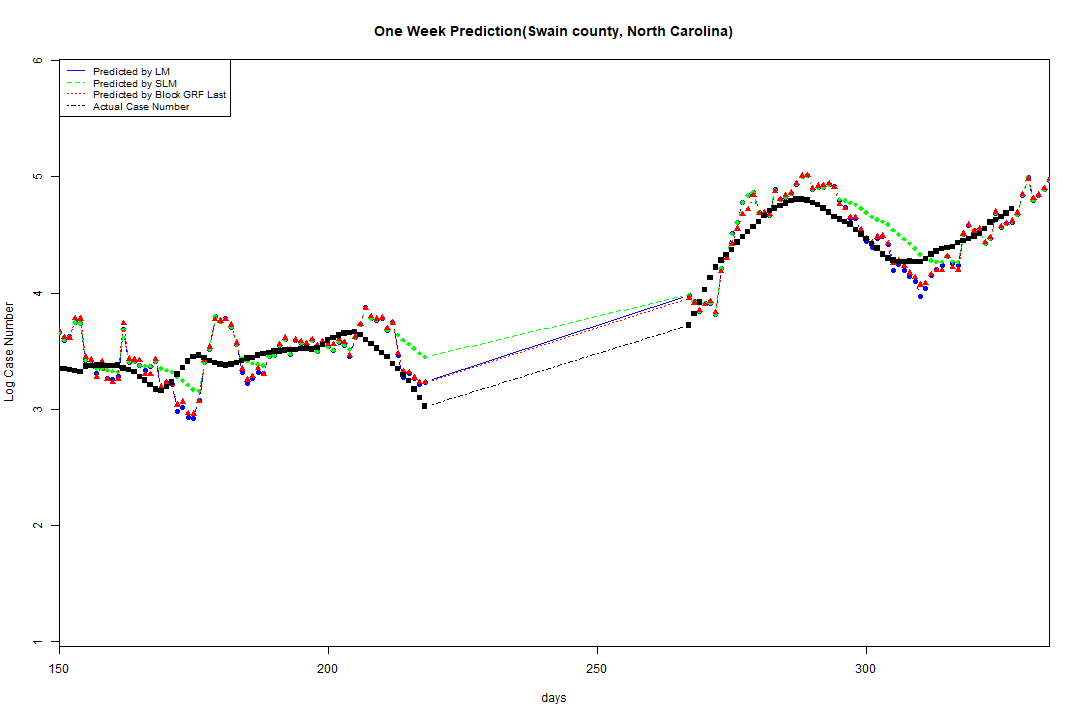 One Week Prediction(Swain county, North Carolina)
Predicted by LM
Predicted by SLM
Predicted by Block GRF Last
Actual Case Number
6
5
4
3
2
1
Log Case Number
150
200
250
300
days